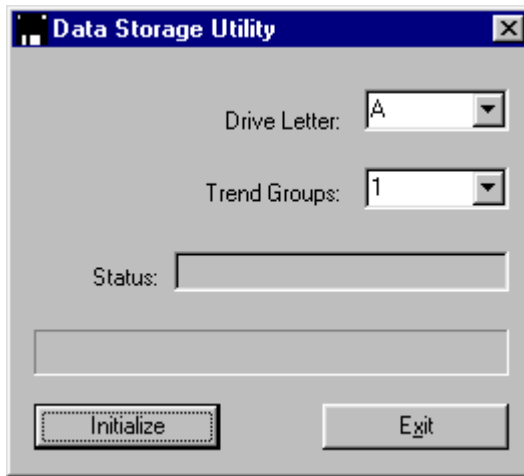 Data Storage Utility
Drive Letter: A
Trend Groups: 1
Status:
Initialize Exit